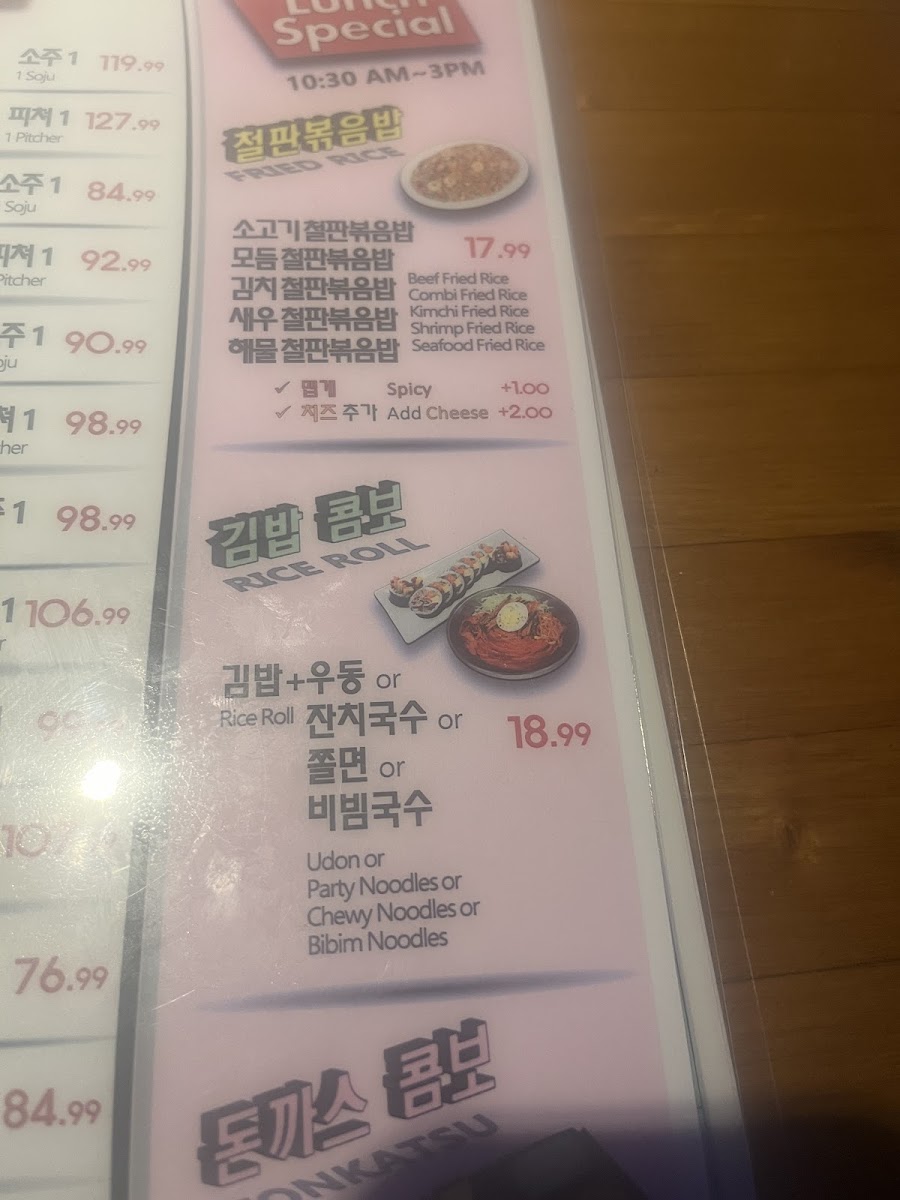 소주 1 119.99
1 Soju
피쳐 1 127.99
1 Pitcher
소주 1 84.99
Soju
피쳐 1 92.99
Pitcher
주 1 90.99
쳐 1 98.99
1 98.99
1 106.99
76.99
84.99
Lunch
Special
10:30 AM~3PM
철판볶음밥
FRIED RICE
17.99
소고기철판볶음밥
모듬철판볶음밥
김치철판볶음밥
새우철판볶음밥
해물철판볶음밥
Beef Fried Rice
Combi Fried Rice
Kimchi Fried Rice
Shrimp Fried Rice
Seafood Fried Rice
✓ 맵게 Spicy +1.00
✓ 치즈 추가 Add Cheese +2.00
김밥 콤보
RICE ROLL
김밥+우동 or
Rice Roll 잔치국수 or 18.99
쫄면 or
비빔국수
Udon or
Party Noodles or
Chewy Noodles or
Bibim Noodles
돈까스 콤보
TONKATSU